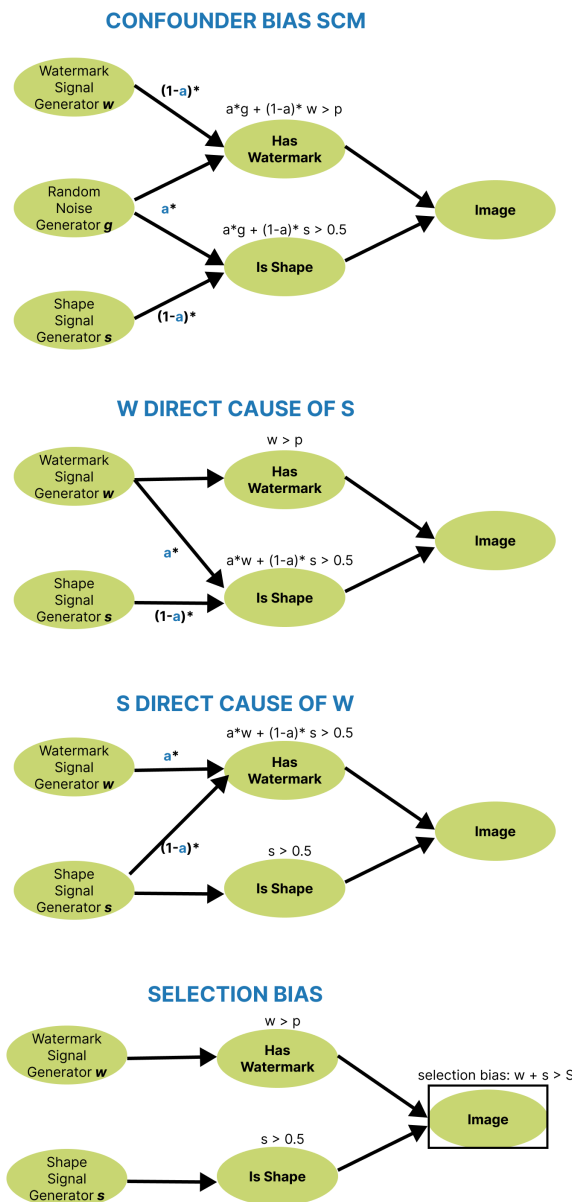 CONFOUNDER BIAS SCM
Watermark
Signal
Generator w
(1-a)*
a*g + (1-a)* w > p
Has
Watermark
Random
Noise
Generator g
a*
Image
a*g + (1-a)* s > 0.5
Is Shape
Shape
Signal
Generator s
(1-a)*
W DIRECT CAUSE OF S
w > p
Watermark
Signal
Generator w
Has
Watermark
Image
a*
a*w + (1-a)* s > 0.5
Is Shape
Shape
Signal
Generator s
(1-a)*
S DIRECT CAUSE OF W
a*w + (1-a)* s > 0.5
Watermark
Signal
Generator w
a*
Has
Watermark
Image
(1-a)*
s > 0.5
Is Shape
Shape
Signal
Generator s
SELECTION BIAS
w > p
Watermark
Signal
Generator w
Has
Watermark
selection bias: w + s > S
Image
s > 0.5
Is Shape
Shape
Signal
Generator s